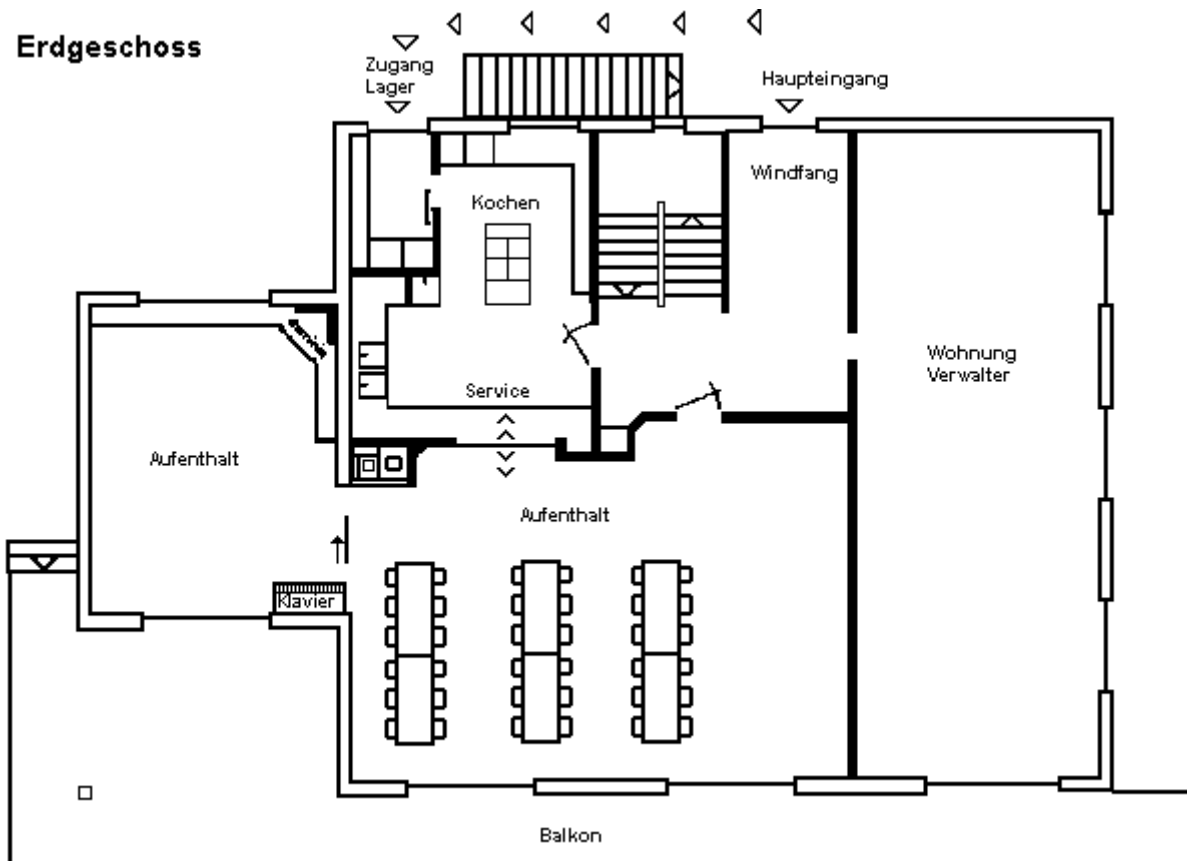 Erdgeschoss
Zugang
Lager
Haupteingang
Windfang
Kochen
Wohnung
Verwalter
Service
Aufenthalt
Aufenthalt
Klavier
Balkon